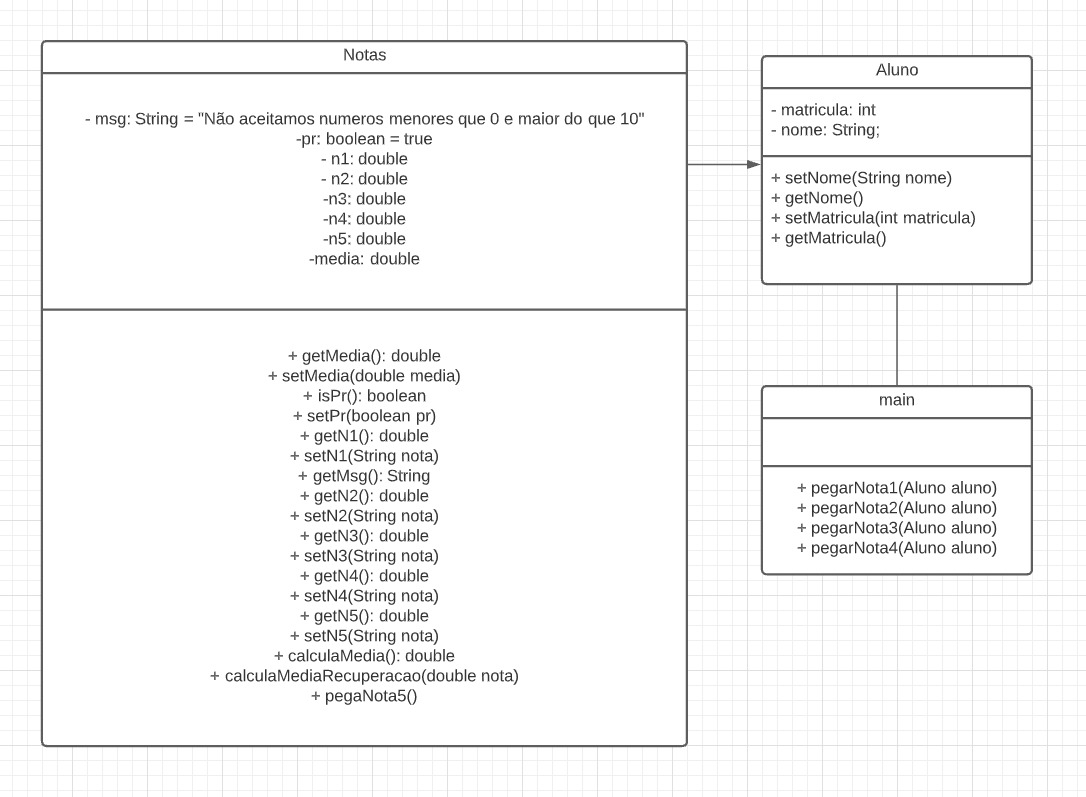 Notas
- msg: String = "Não aceitamos numeros menores que 0 e maior do que 10"
-pr: boolean = true
- n1: double
- n2: double
-n3: double
-n4: double
-n5: double
-media: double
+ getMedia(): double
+ setMedia(double media)
+ isPr(): boolean
+ setPr(boolean pr)
+ getN1(): double
+ setN1(String nota)
+ getMsg(): String
+ getN2(): double
+ setN2(String nota)
+ getN3(): double
+ setN3(String nota)
+ getN4(): double
+ setN4(String nota)
+ getN5(): double
+ setN5(String nota)
+ calculaMedia(): double
+ calculaMediaRecuperacao(double nota)
+ pegaNota5()
Aluno
- matricula: int
- nome: String;
+ setNome(String nome)
+ getNome()
+ setMatricula(int matricula)
+ getMatricula()
main
+ pegarNota1(Aluno aluno)
+ pegarNota2(Aluno aluno)
+ pegarNota3(Aluno aluno)
+ pegarNota4(Aluno aluno)